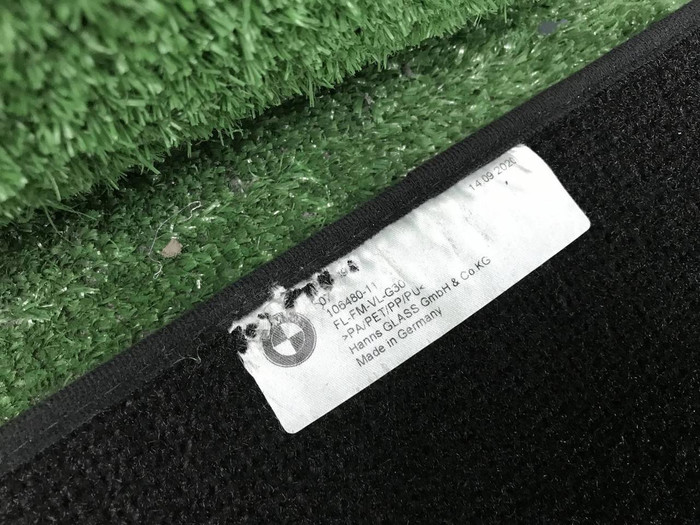 14.09.2020
07
106480-11
FL-FM-VL-G30
>PA/PET/PP/PU<
Hanns GLASS GmbH & Co KG
Made in Germany